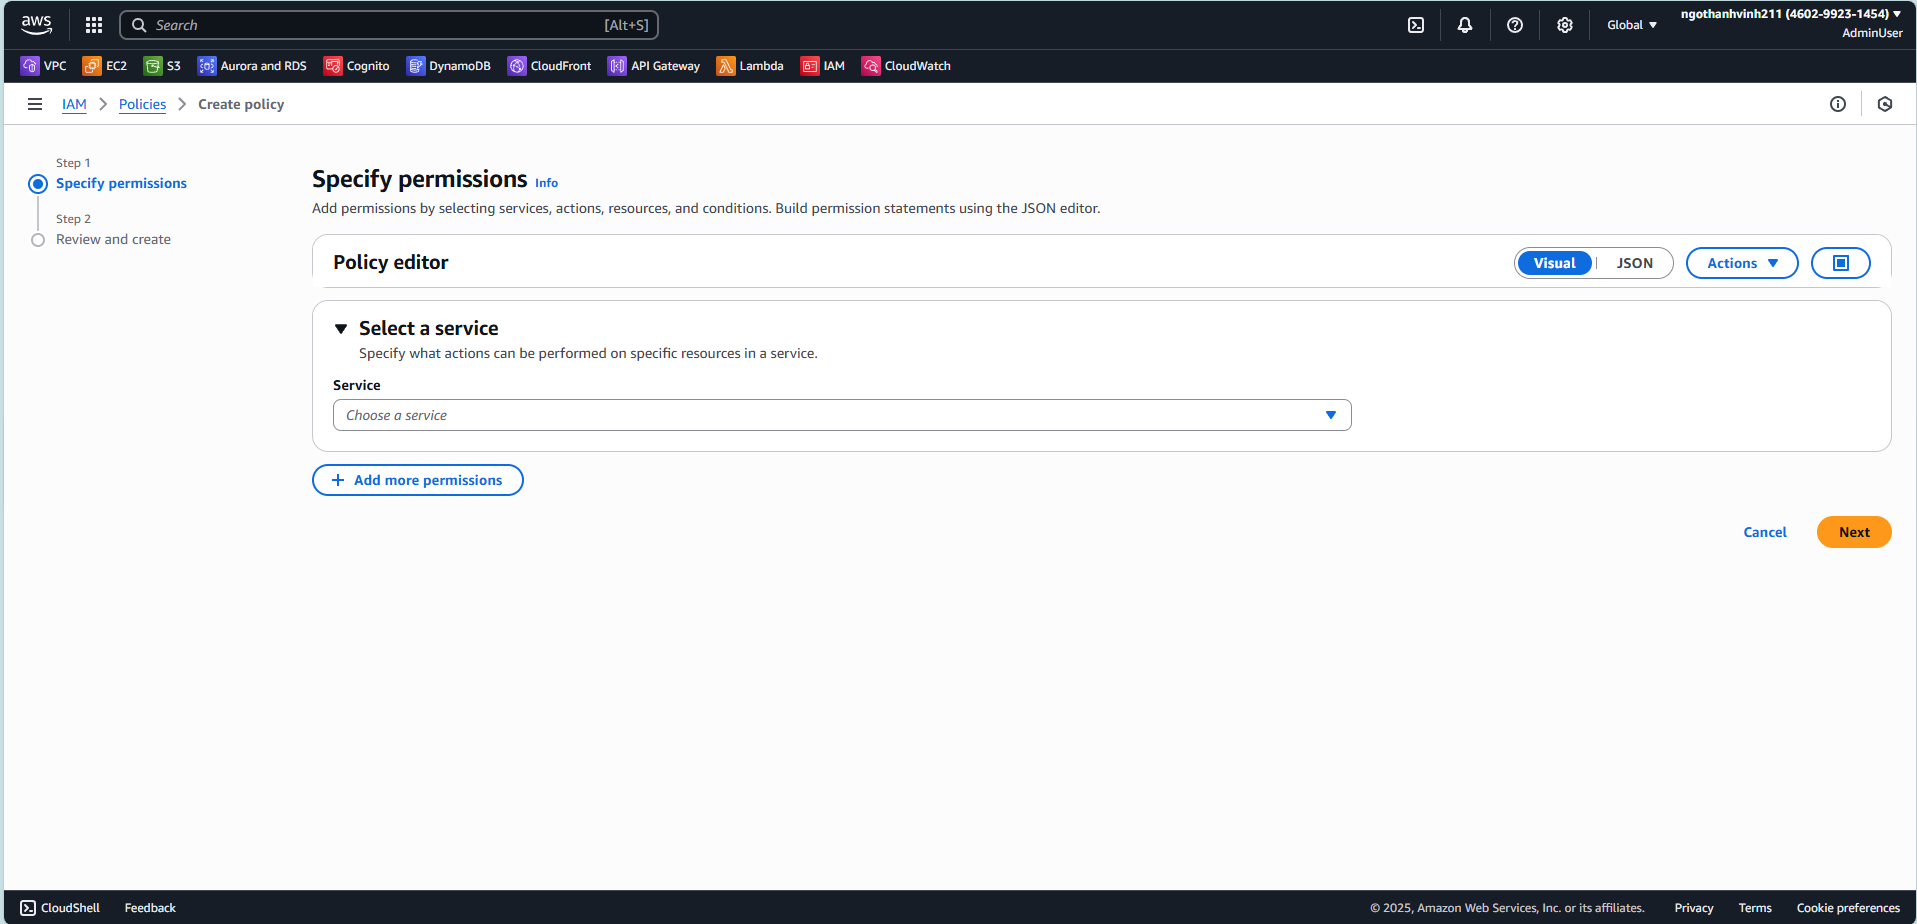 aws
Search [Alt+S]
Global
ngothanhvinh211 (4602-9923-1454)
AdminUser
VPC EC2 S3 Aurora and RDS Cognito DynamoDB CloudFront API Gateway Lambda IAM CloudWatch
IAM Policies Create policy
Step 1
Specify permissions
Step 2
Review and create
Specify permissions Info
Add permissions by selecting services, actions, resources, and conditions. Build permission statements using the JSON editor.
Policy editor
Visual JSON Actions
Select a service
Specify what actions can be performed on specific resources in a service.
Service
Choose a service
Add more permissions
Cancel Next
CloudShell Feedback © 2025, Amazon Web Services, Inc. or its affiliates. Privacy Terms Cookie preferences